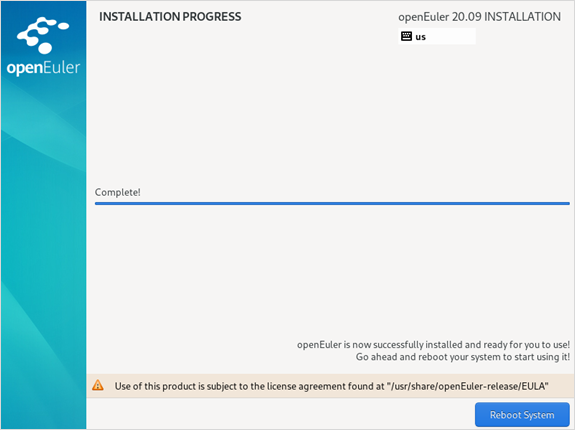 INSTALLATION PROGRESS
openEuler 20.09 INSTALLATION
us
openEuler
Complete!
openEuler is now successfully installed and ready for you to use!
Go ahead and reboot your system to start using it!
Use of this product is subject to the license agreement found at "/usr/share/openEuler-release/EULA"
Reboot System